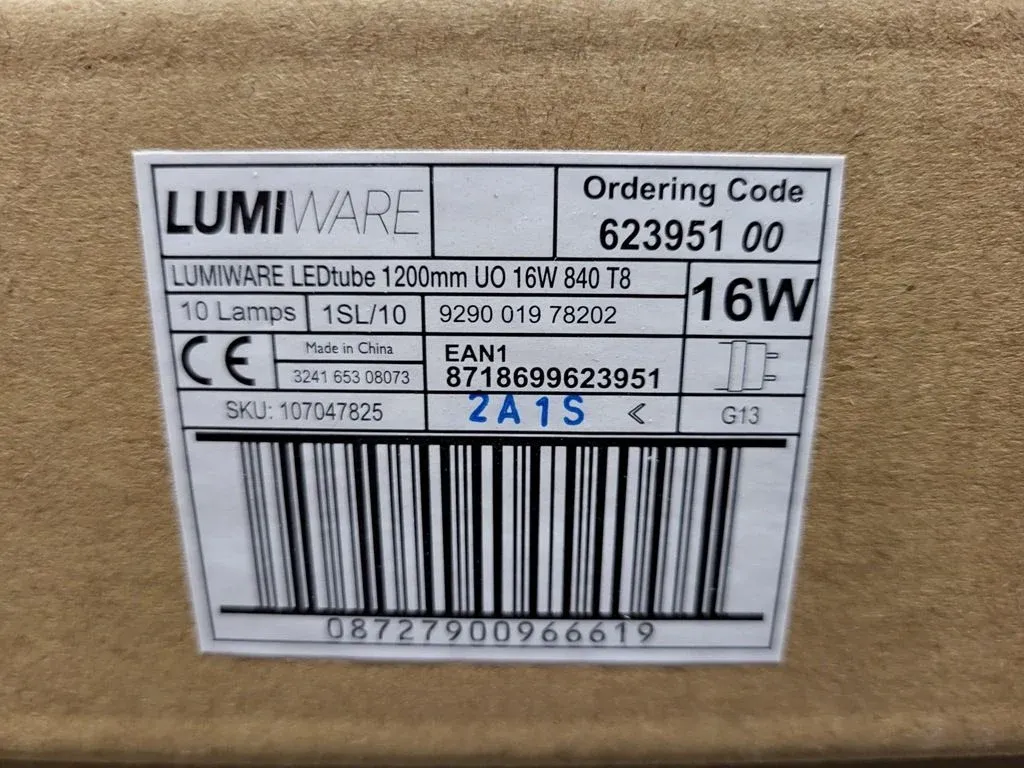 LUMIWARE
Ordering Code
623951 00
LUMIWARE LEDtube 1200mm UO 16W 840 T8
16W
10 Lamps
1SL/10
9290 019 78202
CE
Made in China
3241 653 08073
EAN1
8718699623951
SKU: 107047825
2A1S <
G13
08727900966619